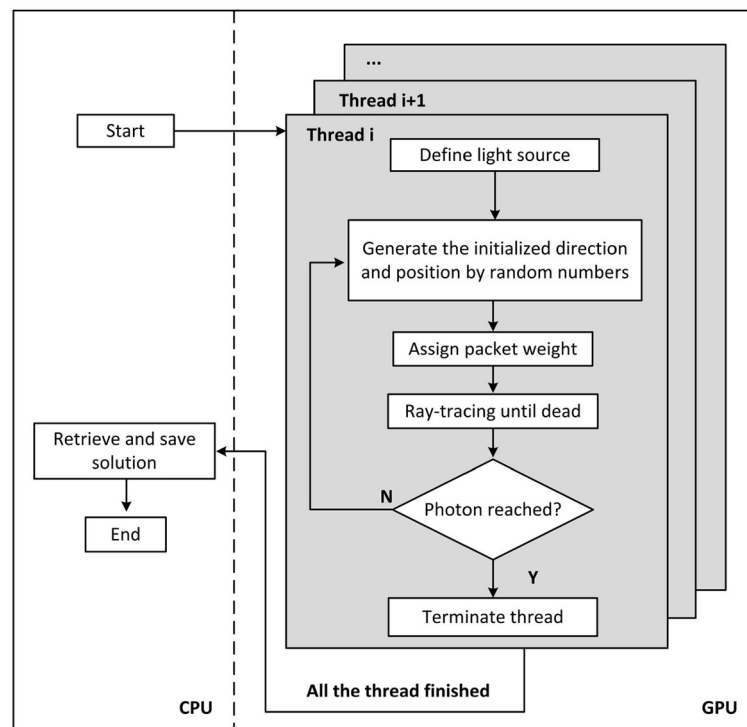 ...
Thread i+1
Start
Thread i
Define light source
Generate the initialized direction
and position by random numbers
Assign packet weight
Ray-tracing until dead
Retrieve and save
solution
N
Photon reached?
End
Y
Terminate thread
All the thread finished
CPU
GPU